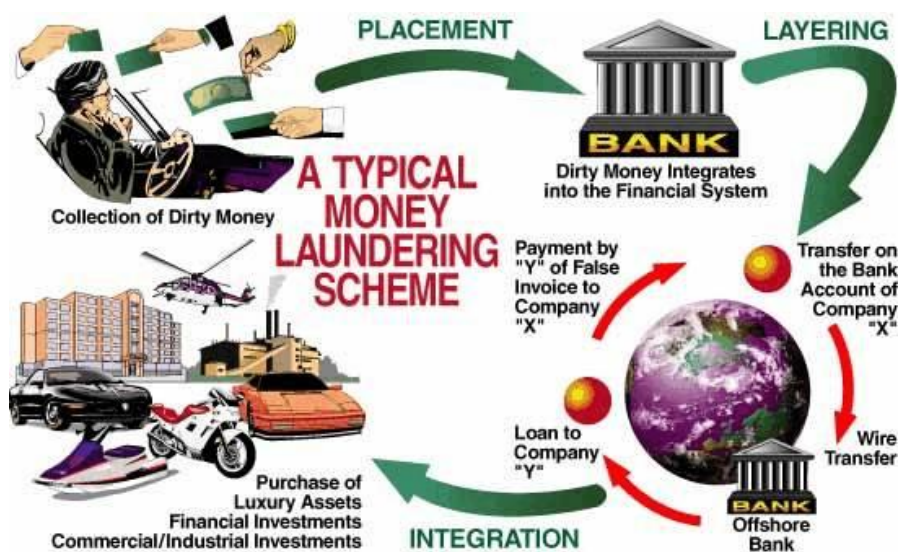 PLACEMENT
LAYERING
BANK
Dirty Money Integrates
into the Financial System
Collection of Dirty Money
A TYPICAL
MONEY
LAUNDERING
SCHEME
Payment by
"Y" of False
Invoice to
Company
"X"
Transfer on
the Bank
Account of
Company
"X"
Loan to
Company
"Y"
Wire
Transfer
BANK
Offshore
Bank
Purchase of
Luxury Assets
Financial Investments
Commercial/Industrial Investments
INTEGRATION